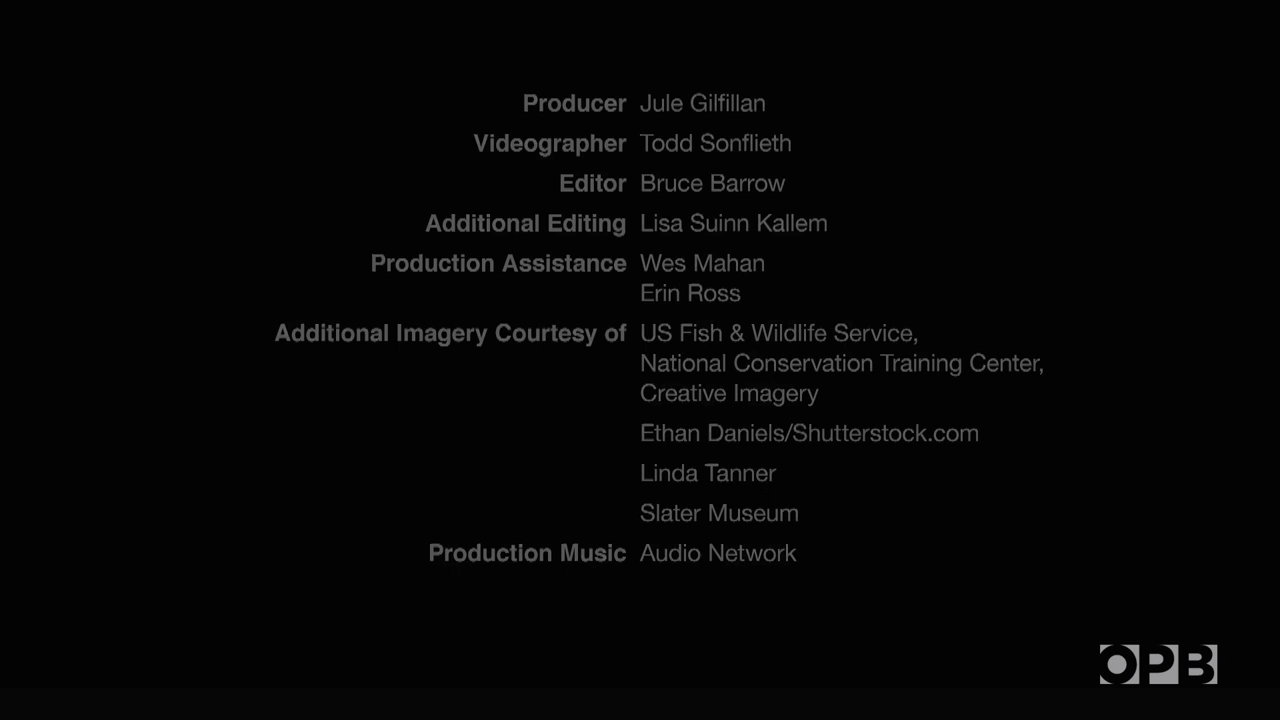 Producer Jule Gilfillan
Videographer Todd Sonflieth
Editor Bruce Barrow
Additional Editing Lisa Suinn Kallem
Production Assistance Wes Mahan
Erin Ross
Additional Imagery Courtesy of US Fish & Wildlife Service,
National Conservation Training Center,
Creative Imagery
Ethan Daniels/Shutterstock.com
Linda Tanner
Slater Museum
Production Music Audio Network
OPB